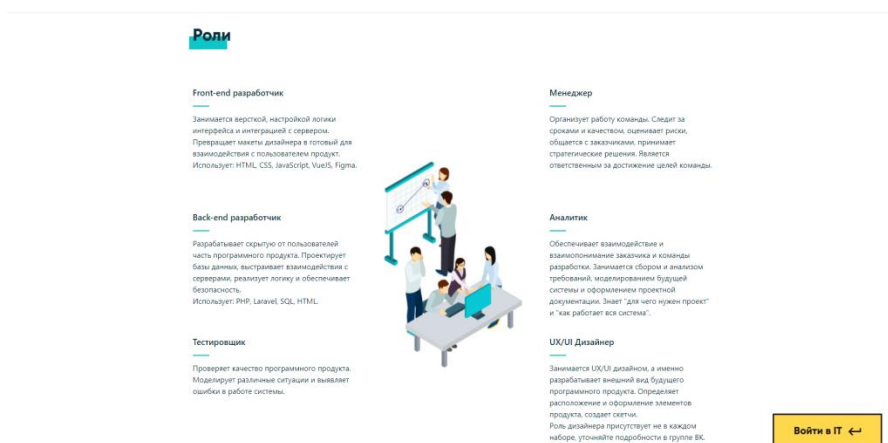 Роли
Front-end разработчик
Занимается версткой, настройкой логики
интерфейса и интеграцией с сервером.
Превращает макеты дизайнера в готовый для
взаимодействия с пользователем продукт.
Использует: HTML, CSS, JavaScript, VueJS, Figma.
Back-end разработчик
Разрабатывает скрытую от пользователей
часть программного продукта. Проектирует
базы данных, выстраивает взаимодействия с
серверами, реализует логику и обеспечивает
безопасность.
Использует: PHP, Laravel, SQL, HTML.
Тестировщик
Проверяет качество программного продукта.
Моделирует различные ситуации и выявляет
ошибки в работе системы.
Менеджер
Организует работу команды. Следит за
сроками и качеством, оценивает риски,
общается с заказчиками, принимает
стратегические решения. Является
ответственным за достижение целей команды.
Аналитик
Обеспечивает взаимодействие и
взаимопонимание заказчика и команды
разработки. Занимается сбором и анализом
требований, моделированием будущей
системы и оформлением проектной
документации. Знает "для чего нужен проект"
и "как работает вся система".
UX/UI Дизайнер
Занимается UX/UI дизайном, а именно
разрабатывает внешний вид будущего
программного продукта. Определяет
расположение и оформление элементов
продукта, создает скетчи.
Роль дизайнера присутствует не в каждом
наборе, уточняйте подробности в группе ВК.
Войти в IT